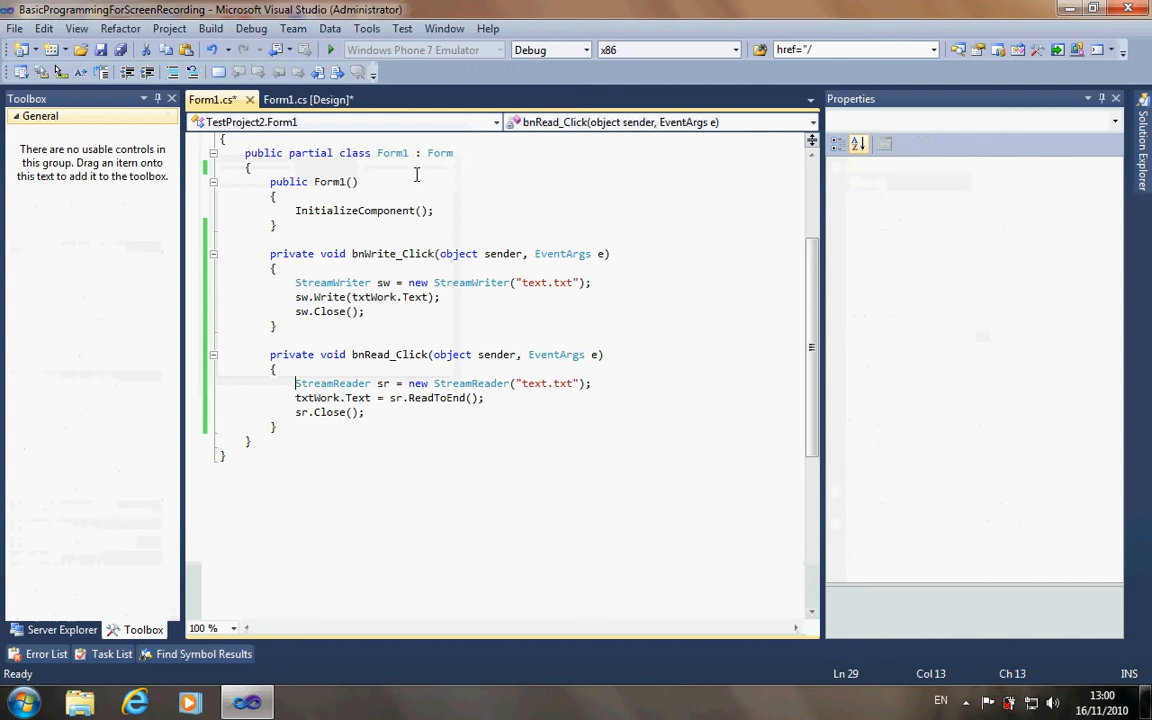 BasicProgrammingForScreenRecording - Microsoft Visual Studio (Administrator)
File Edit View Refactor Project Build Debug Team Data Tools Test Window Help
Windows Phone 7 Emulator Debug x86 href="/
Toolbox
General
There are no usable controls in
this group. Drag an item onto
this text to add it to the toolbox.
Form1.cs* Form1.cs [Design]*
TestProject2.Form1 bnRead_Click(object sender, EventArgs e)
{
public partial class Form1 : Form
{
public Form1()
{
InitializeComponent();
}
private void bnWrite_Click(object sender, EventArgs e)
{
StreamWriter sw = new StreamWriter("text.txt");
sw.Write(txtWork.Text);
sw.Close();
}
private void bnRead_Click(object sender, EventArgs e)
{
StreamReader sr = new StreamReader("text.txt");
txtWork.Text = sr.ReadToEnd();
sr.Close();
}
}
}
100 %
Properties
Solution Explorer
Server Explorer Toolbox
Error List Task List Find Symbol Results
Ready Ln 29 Col 13 Ch 13 INS
EN 13:00
16/11/2010